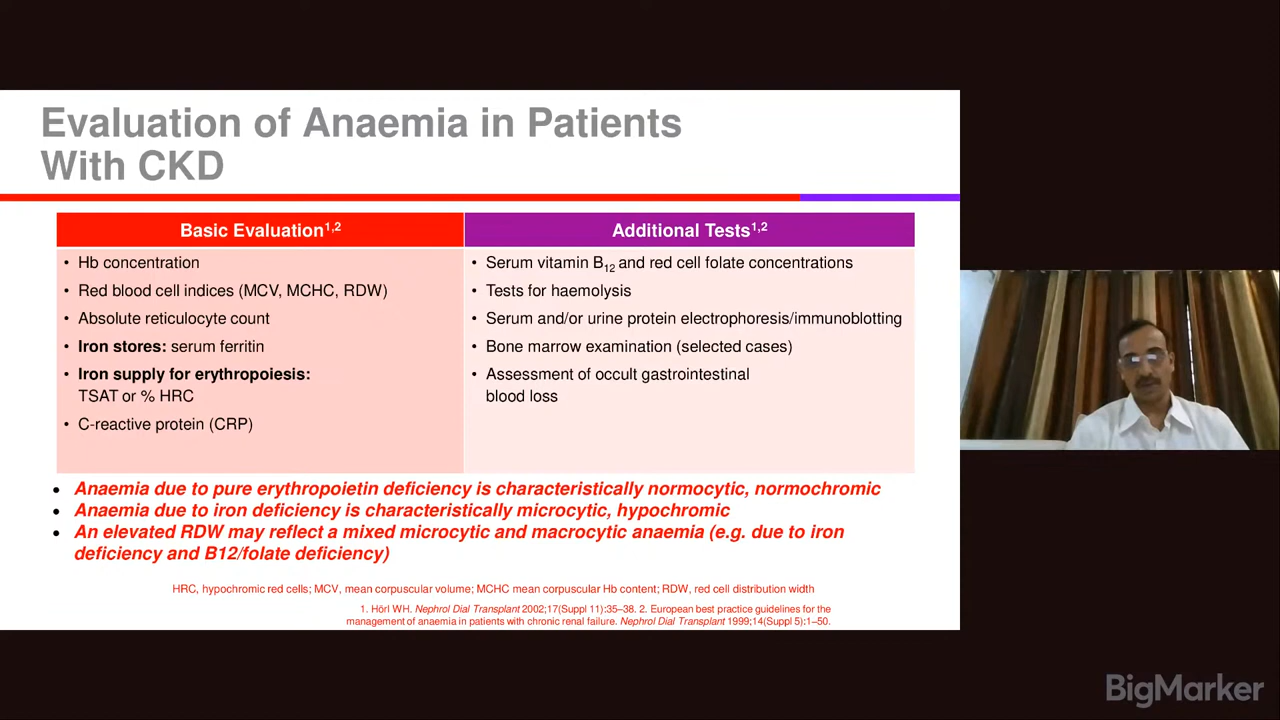 Evaluation of Anaemia in Patients
With CKD
Basic Evaluation1,2
Additional Tests1,2
• Hb concentration
• Red blood cell indices (MCV, MCHC, RDW)
• Absolute reticulocyte count
• Iron stores: serum ferritin
• Iron supply for erythropoiesis:
TSAT or % HRC
• C-reactive protein (CRP)
• Serum vitamin B12 and red cell folate concentrations
• Tests for haemolysis
• Serum and/or urine protein electrophoresis/immunoblotting
• Bone marrow examination (selected cases)
• Assessment of occult gastrointestinal
blood loss
• Anaemia due to pure erythropoietin deficiency is characteristically normocytic, normochromic
• Anaemia due to iron deficiency is characteristically microcytic, hypochromic
• An elevated RDW may reflect a mixed microcytic and macrocytic anaemia (e.g. due to iron
deficiency and B12/folate deficiency)
HRC, hypochromic red cells; MCV, mean corpuscular volume; MCHC mean corpuscular Hb content; RDW, red cell distribution width
1. Hörl WH. Nephrol Dial Transplant 2002;17(Suppl 11):35–38. 2. European best practice guidelines for the
management of anaemia in patients with chronic renal failure. Nephrol Dial Transplant 1999;14(Suppl 5):1–50.
BigMarker